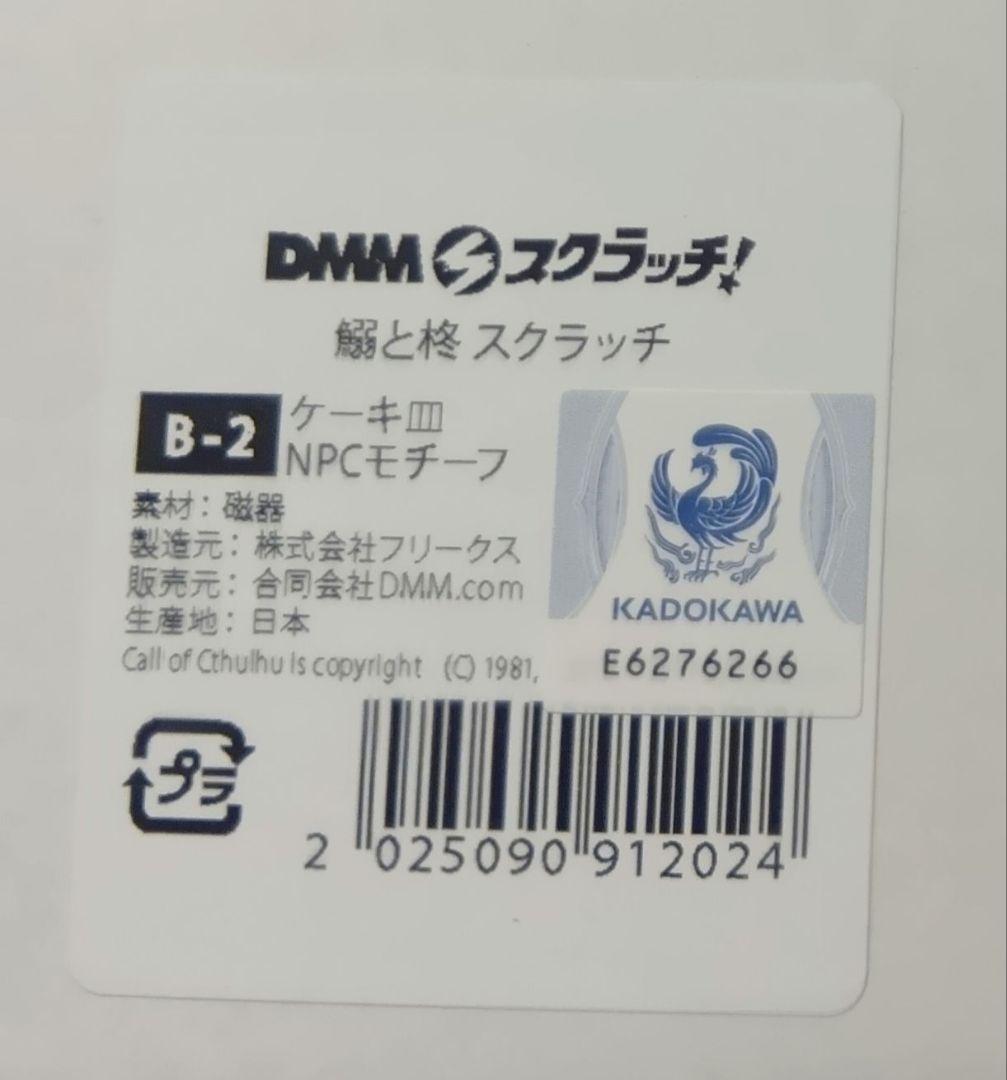 DMM スクラッチ!
鰯と柊 スクラッチ
B-2
ケーキ皿
NPCモチーフ
素材：磁器
製造元：株式会社フリークス
販売元：合同会社DMM.com
生産地：日本
Call of Cthulhu is copyright (C) 1981,
KADOKAWA
E6276266
プラ
2 025090 912024